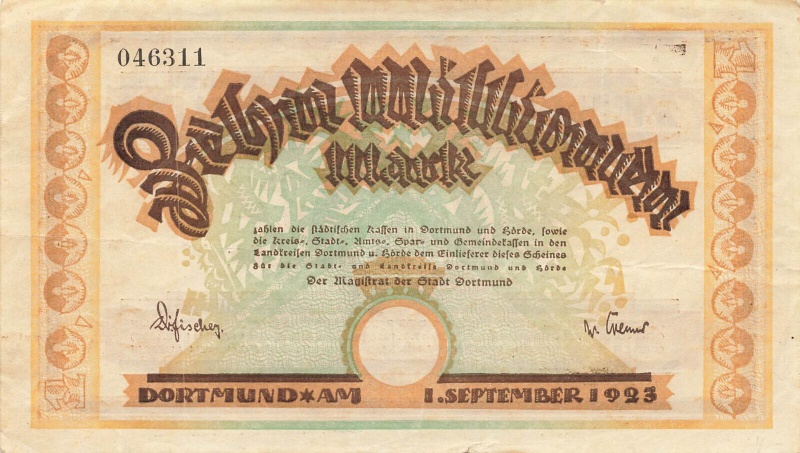 046311
Zehn Millionen
Mark
zahlen die städtischen Kassen in Dortmund und Hörde, sowie
die Kreis-, Stadt-, Amts-, Spar- und Gemeindekassen in den
Landkreisen Dortmund u. Hörde dem Einlieferer dieses Scheines
Für die Stadt- und Landkreise Dortmund und Hörde
Der Magistrat der Stadt Dortmund
DORTMUND * AM 1. SEPTEMBER 1923